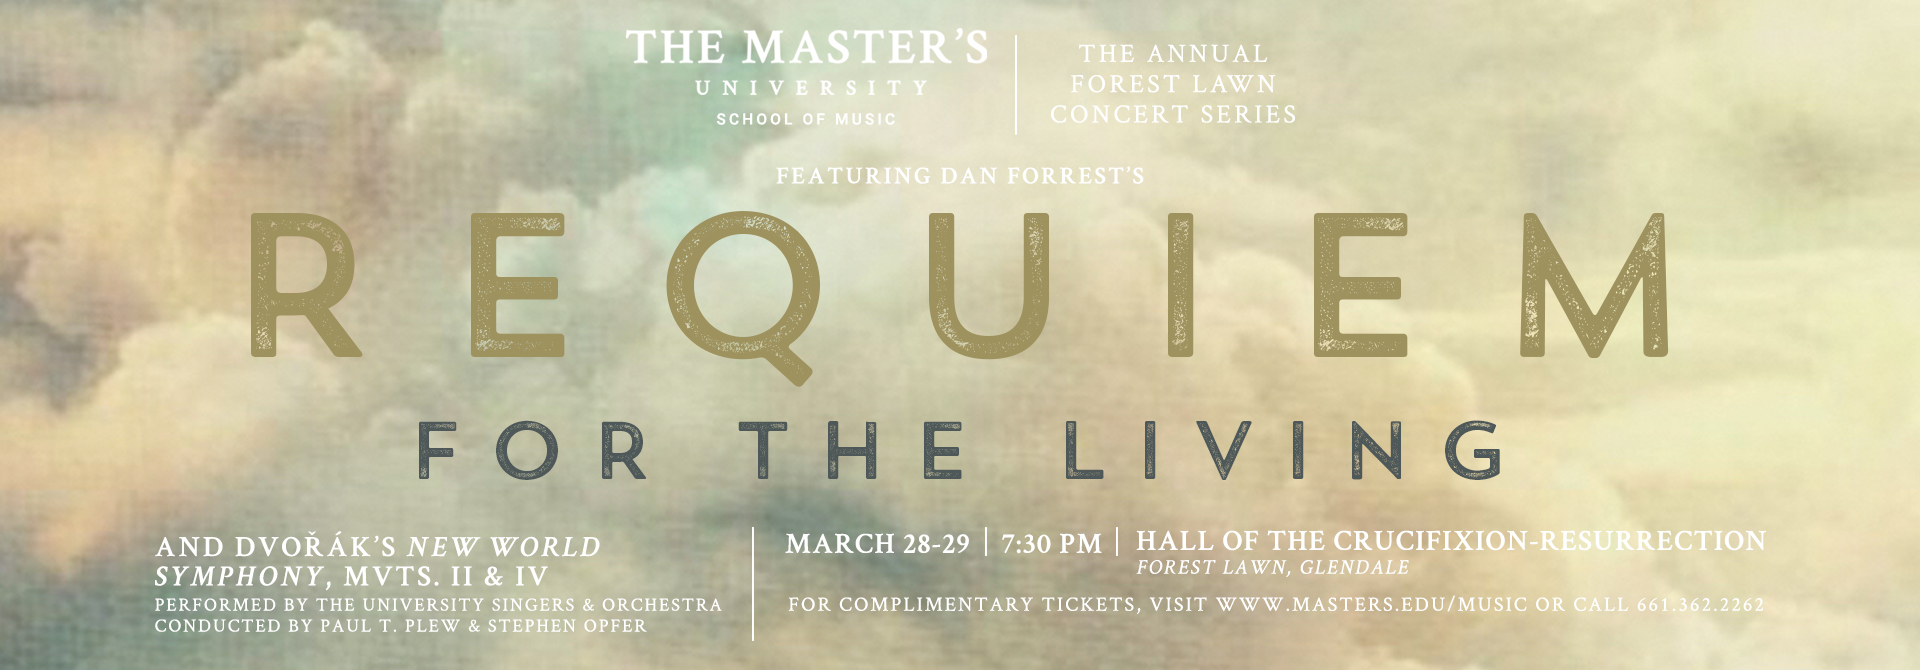 THE MASTER'S
UNIVERSITY
SCHOOL OF MUSIC
THE ANNUAL
FOREST LAWN
CONCERT SERIES
FEATURING DAN FORREST'S
REQUIEM
FOR THE LIVING
AND DVOŘÁK'S NEW WORLD
SYMPHONY, MVTS. II & IV
PERFORMED BY THE UNIVERSITY SINGERS & ORCHESTRA
CONDUCTED BY PAUL T. PLEW & STEPHEN OPFER
MARCH 28-29 | 7:30 PM | HALL OF THE CRUCIFIXION-RESURRECTION
FOREST LAWN, GLENDALE
FOR COMPLIMENTARY TICKETS, VISIT WWW.MASTERS.EDU/MUSIC OR CALL 661.362.2262